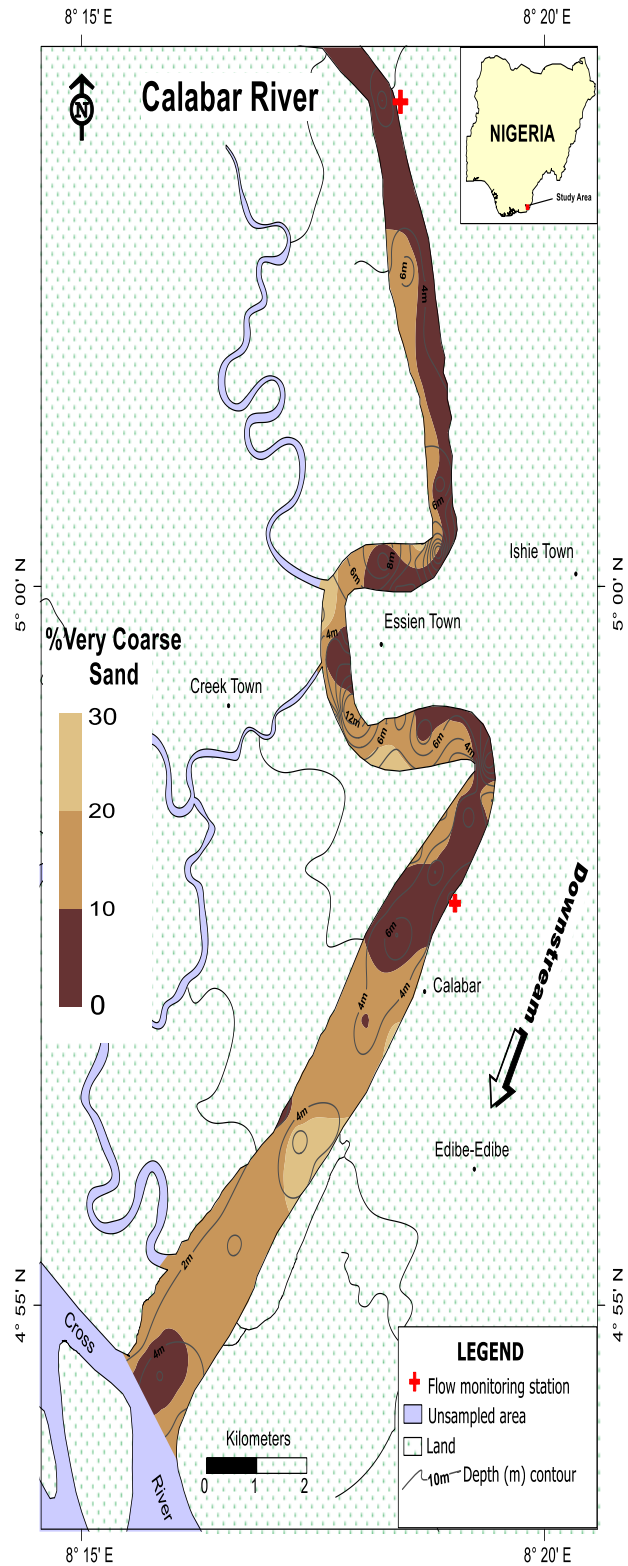 8° 15' E
8° 20' E
N
Calabar River
NIGERIA
Study Area
6m
4m
6m
8m
6m
Ishie Town
5° 00' N
5° 00' N
Essien Town
4m
%Very Coarse
Sand
Creek Town
12m
6m
6m
4m
30
20
10
0
6m
Downstream
4m
4m
Calabar
4m
Edibe-Edibe
2m
4° 55' N
4° 55' N
Cross
River
4m
LEGEND
Flow monitoring station
Unsampled area
Land
10m Depth (m) contour
Kilometers
0 1 2
8° 15' E
8° 20' E